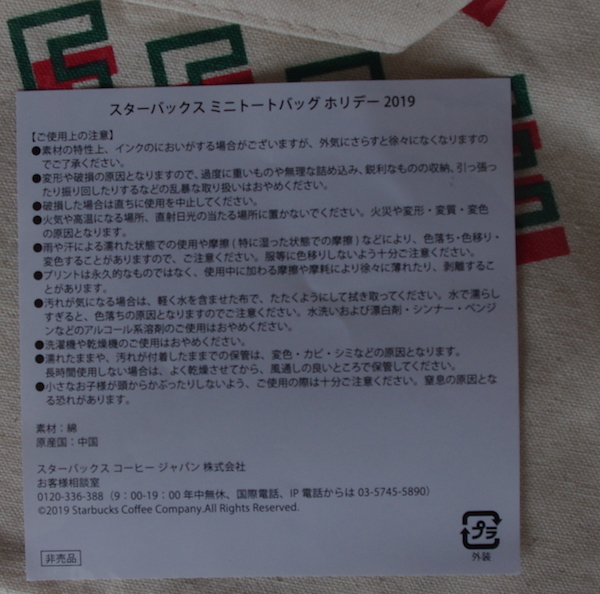 スターバックス ミニトートバッグ ホリデー 2019
【ご使用上の注意】
●素材の特性上、インクのにおいがする場合がございますが、外気にさらすと徐々になくなりますの
でご了承ください。
●変形や破損の原因となりますので、過度に重いものや無理な詰め込み、鋭利なものの収納、引っ張っ
たり振り回したりするなどの乱暴な取り扱いはおやめください。
●破損した場合は直ちに使用を中止してください。
●火気や高温になる場所、直射日光の当たる場所に置かないでください。火災や変形・変質・変色
の原因となります。
●雨や汗による濡れた状態での使用や摩擦(特に湿った状態での摩擦)などにより、色落ち・色移り・
変色することがありますので、ご注意ください。服等に色移りしないよう十分ご注意ください。
●プリントは永久的なものではなく、使用中に加わる摩擦や摩耗により徐々に薄れたり、剥離するこ
とがあります。
●汚れが気になる場合は、軽く水を含ませた布で、たたくようにして拭き取ってください。水で濡らし
すぎると、色落ちの原因となりますのでご注意ください。水洗いおよび漂白剤・シンナー・ベンジ
ンなどのアルコール系溶剤のご使用はおやめください。
●洗濯機や乾燥機のご使用はおやめください。
●濡れたままや、汚れが付着したままでの保管は、変色・カビ・シミなどの原因となります。
長時間使用しない場合は、よく乾燥させてから、風通しの良いところで保管してください。
●小さなお子様が頭からかぶったりしないよう、ご使用の際は十分ご注意ください。窒息の原因とな
る恐れがあります。
素材：綿
原産国：中国
スターバックス コーヒー ジャパン 株式会社
お客様相談室
0120-336-388（9：00-19：00 年中無休、国際電話、IP 電話からは 03-5745-5890）
©2019 Starbucks Coffee Company.All Rights Reserved.
プラ
外装
非売品